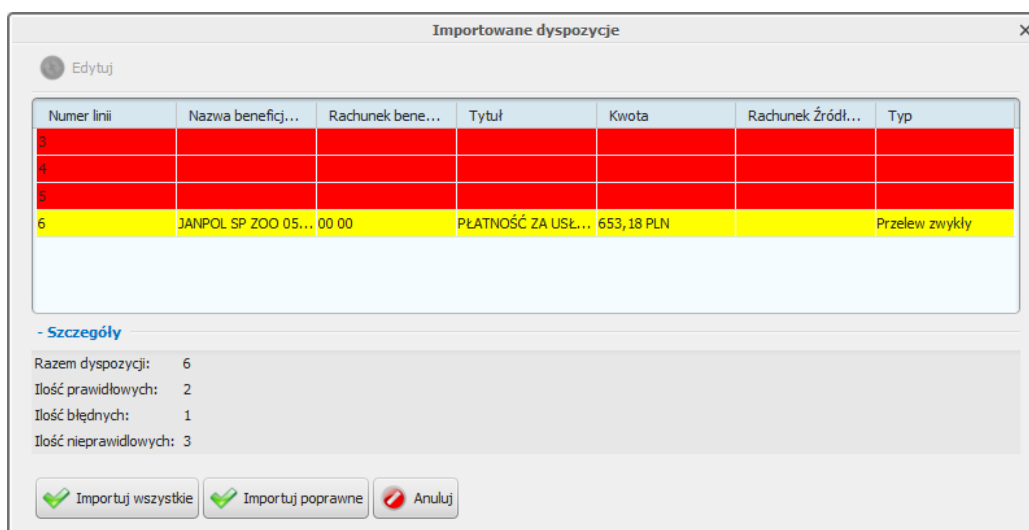 Importowane dyspozycje
Edytuj
Numer linii Nazwa beneficj... Rachunek bene... Tytuł Kwota Rachunek Źródł... Typ
3
4
5
6 JANPOL SP ZOO 05... 00 00 PŁATNOŚĆ ZA USŁ... 653,18 PLN Przelew zwykły
- Szczegóły
Razem dyspozycji: 6
Ilość prawidłowych: 2
Ilość błędnych: 1
Ilość nieprawidlowych: 3
Importuj wszystkie Importuj poprawne Anuluj